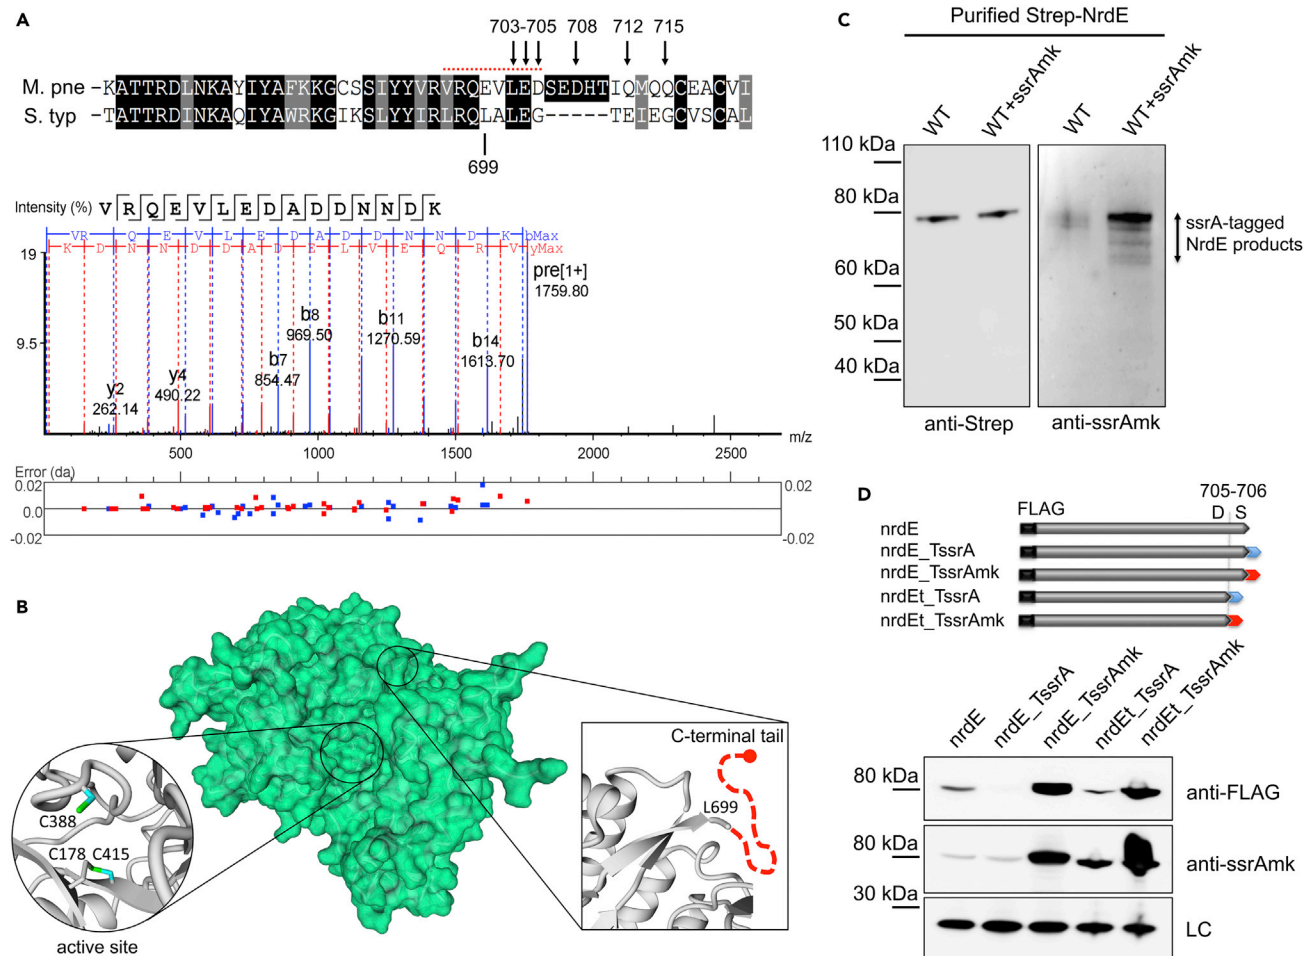 A
703-705 708 712 715
M. pne –KATTRDLNKAYIYAFKKGCSSIYYVRVRQEVLEDSEDHTIQMQQCEACVI
S. typ –TATTRDINAQIYAWRKGIKSLYYIRLRQLALEG-----TEIEGCVSCAL
699
Intensity (%) V R Q E V L E D A D D N N D K
VR Q E V L E D A D D N N D K bMax
K D N N D D A D E L V E Q R V yMax
19
pre[1+]
1759.80
b8
969.50
b11
1270.59
9.5
b14
1613.70
b7
854.47
y4
490.22
y2
262.14
500 1000 1500 2000 2500 m/z
Error (da)
0.02 0.02
0.0 0.0
-0.02 -0.02
B
C388
C178 C415
active site
C-terminal tail
L699
C
Purified Strep-NrdE
WT WT+ssrAmk WT WT+ssrAmk
110 kDa
80 kDa
60 kDa
50 kDa
40 kDa
ssrA-tagged
NrdE products
anti-Strep anti-ssrAmk
D
705-706
FLAG D S
nrdE
nrdE_TssrA
nrdE_TssrAmk
nrdEt_TssrA
nrdEt_TssrAmk
nrdE nrdE_TssrA nrdE_TssrAmk nrdEt_TssrA nrdEt_TssrAmk
80 kDa anti-FLAG
80 kDa anti-ssrAmk
30 kDa
LC